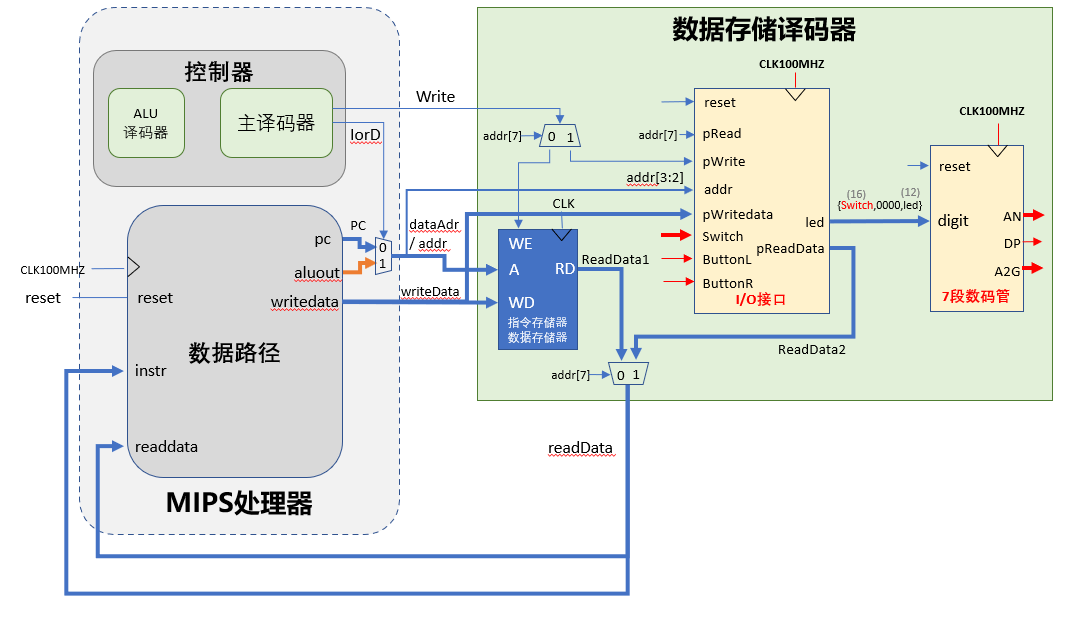 数据存储译码器
控制器
ALU
译码器
主译码器
Write
IorD
addr[7]
0 1
CLK100MHZ
reset
addr[7]
pRead
pWrite
addr[3:2]
addr
pWritedata
Switch
ButtonL
ButtonR
led
pReadData
I/O接口
(16)
(12)
{Switch,0000,led}
CLK100MHZ
reset
digit
AN
DP
A2G
7段数码管
pc
PC
0
1
dataAdr
/ addr
aluout
writedata
writeData
CLK100MHZ
reset
reset
数据路径
instr
readdata
MIPS处理器
CLK
WE
A
RD
WD
指令存储器
数据存储器
ReadData1
ReadData2
addr[7]
0 1
readData